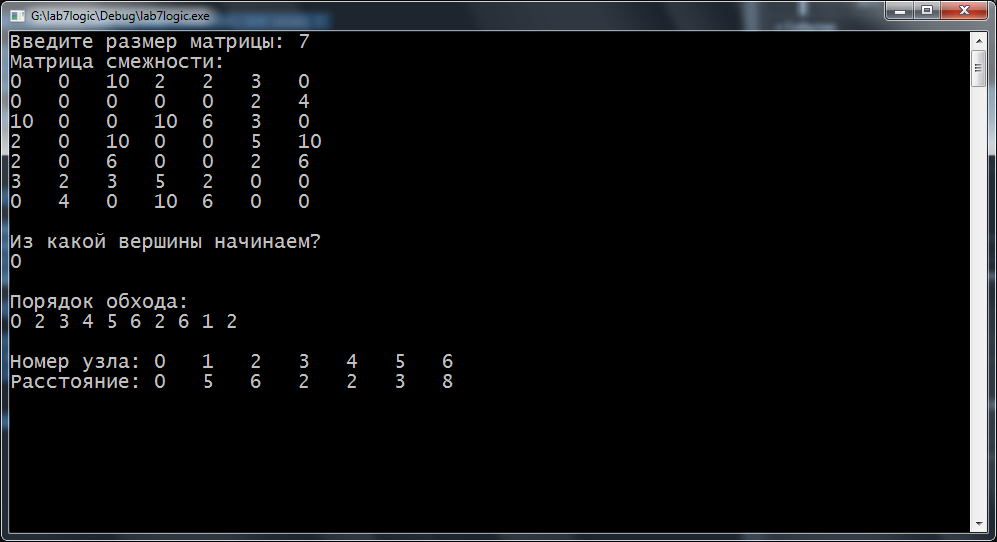 G:\lab7logic\Debug\lab7logic.exe
Введите размер матрицы: 7
Матрица смежности:
0 0 10 2 2 3 0
0 0 0 0 0 2 4
10 0 0 10 6 3 0
2 0 10 0 0 5 10
2 0 6 0 0 2 6
3 2 3 5 2 0 0
0 4 0 10 6 0 0
Из какой вершины начинаем?
0
Порядок обхода:
0 2 3 4 5 6 2 6 1 2
Номер узла: 0 1 2 3 4 5 6
Расстояние: 0 5 6 2 2 3 8